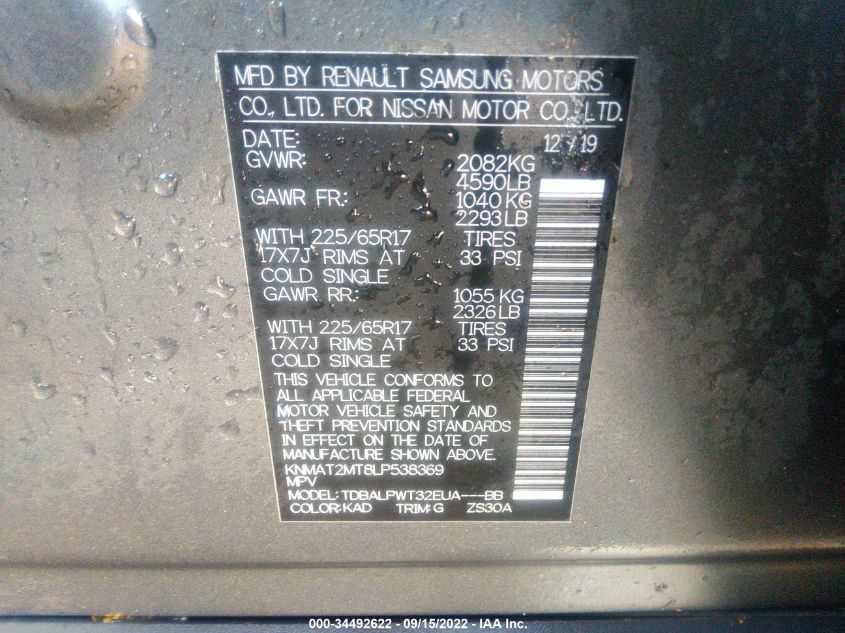 MFD BY RENAULT SAMSUNG MOTORS
CO., LTD. FOR NISSAN MOTOR CO., LTD.
DATE: 12 / 19
GVWR: 2082KG
4590LB
GAWR FR: 1040 KG
2293 LB
WITH 225/65R17 TIRES
17X7J RIMS AT 33 PSI
COLD SINGLE
GAWR RR: 1055 KG
2326 LB
WITH 225/65R17 TIRES
17X7J RIMS AT 33 PSI
COLD SINGLE
THIS VEHICLE CONFORMS TO
ALL APPLICABLE FEDERAL
MOTOR VEHICLE SAFETY AND
THEFT PREVENTION STANDARDS
IN EFFECT ON THE DATE OF
MANUFACTURE SHOWN ABOVE.
KNMAT2MT8LP538369
MPV
MODEL: TDBALPWT32EUA---BB
COLOR:KAD TRIM:G ZS30A
000-34492622 - 09/15/2022 - IAA Inc.